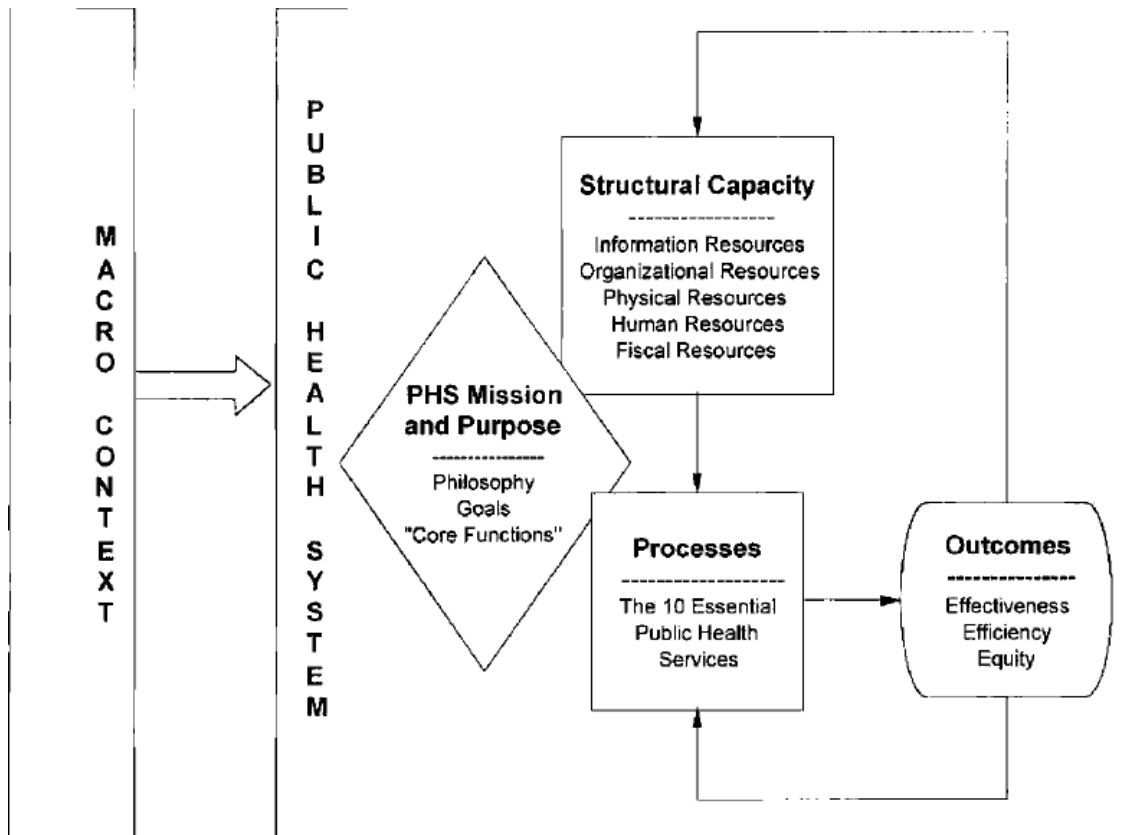 MACRO CONTEXT
PUBLIC HEALTH SYSTEM
PHS Mission
and Purpose
Philosophy
Goals
"Core Functions"
Structural Capacity
Information Resources
Organizational Resources
Physical Resources
Human Resources
Fiscal Resources
Processes
The 10 Essential
Public Health
Services
Outcomes
Effectiveness
Efficiency
Equity